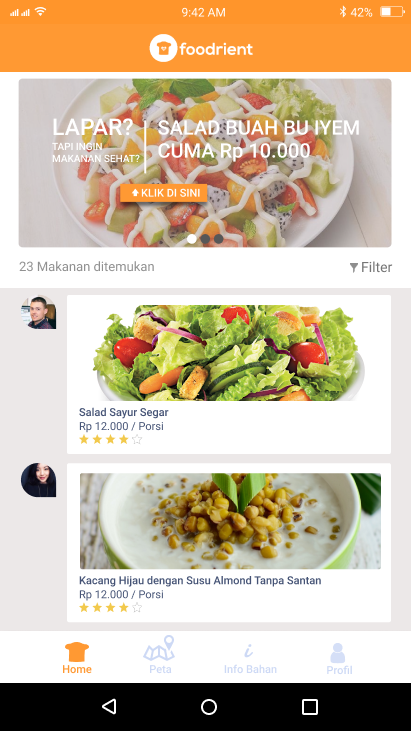 9:42 AM
42%
foodrient
LAPAR?
TAPI INGIN
MAKANAN SEHAT?
SALAD BUAH BU IYEM
CUMA Rp 10.000
KLIK DI SINI
23 Makanan ditemukan
Filter
Salad Sayur Segar
Rp 12.000 / Porsi
Kacang Hijau dengan Susu Almond Tanpa Santan
Rp 12.000 / Porsi
Home
Peta
Info Bahan
Profil